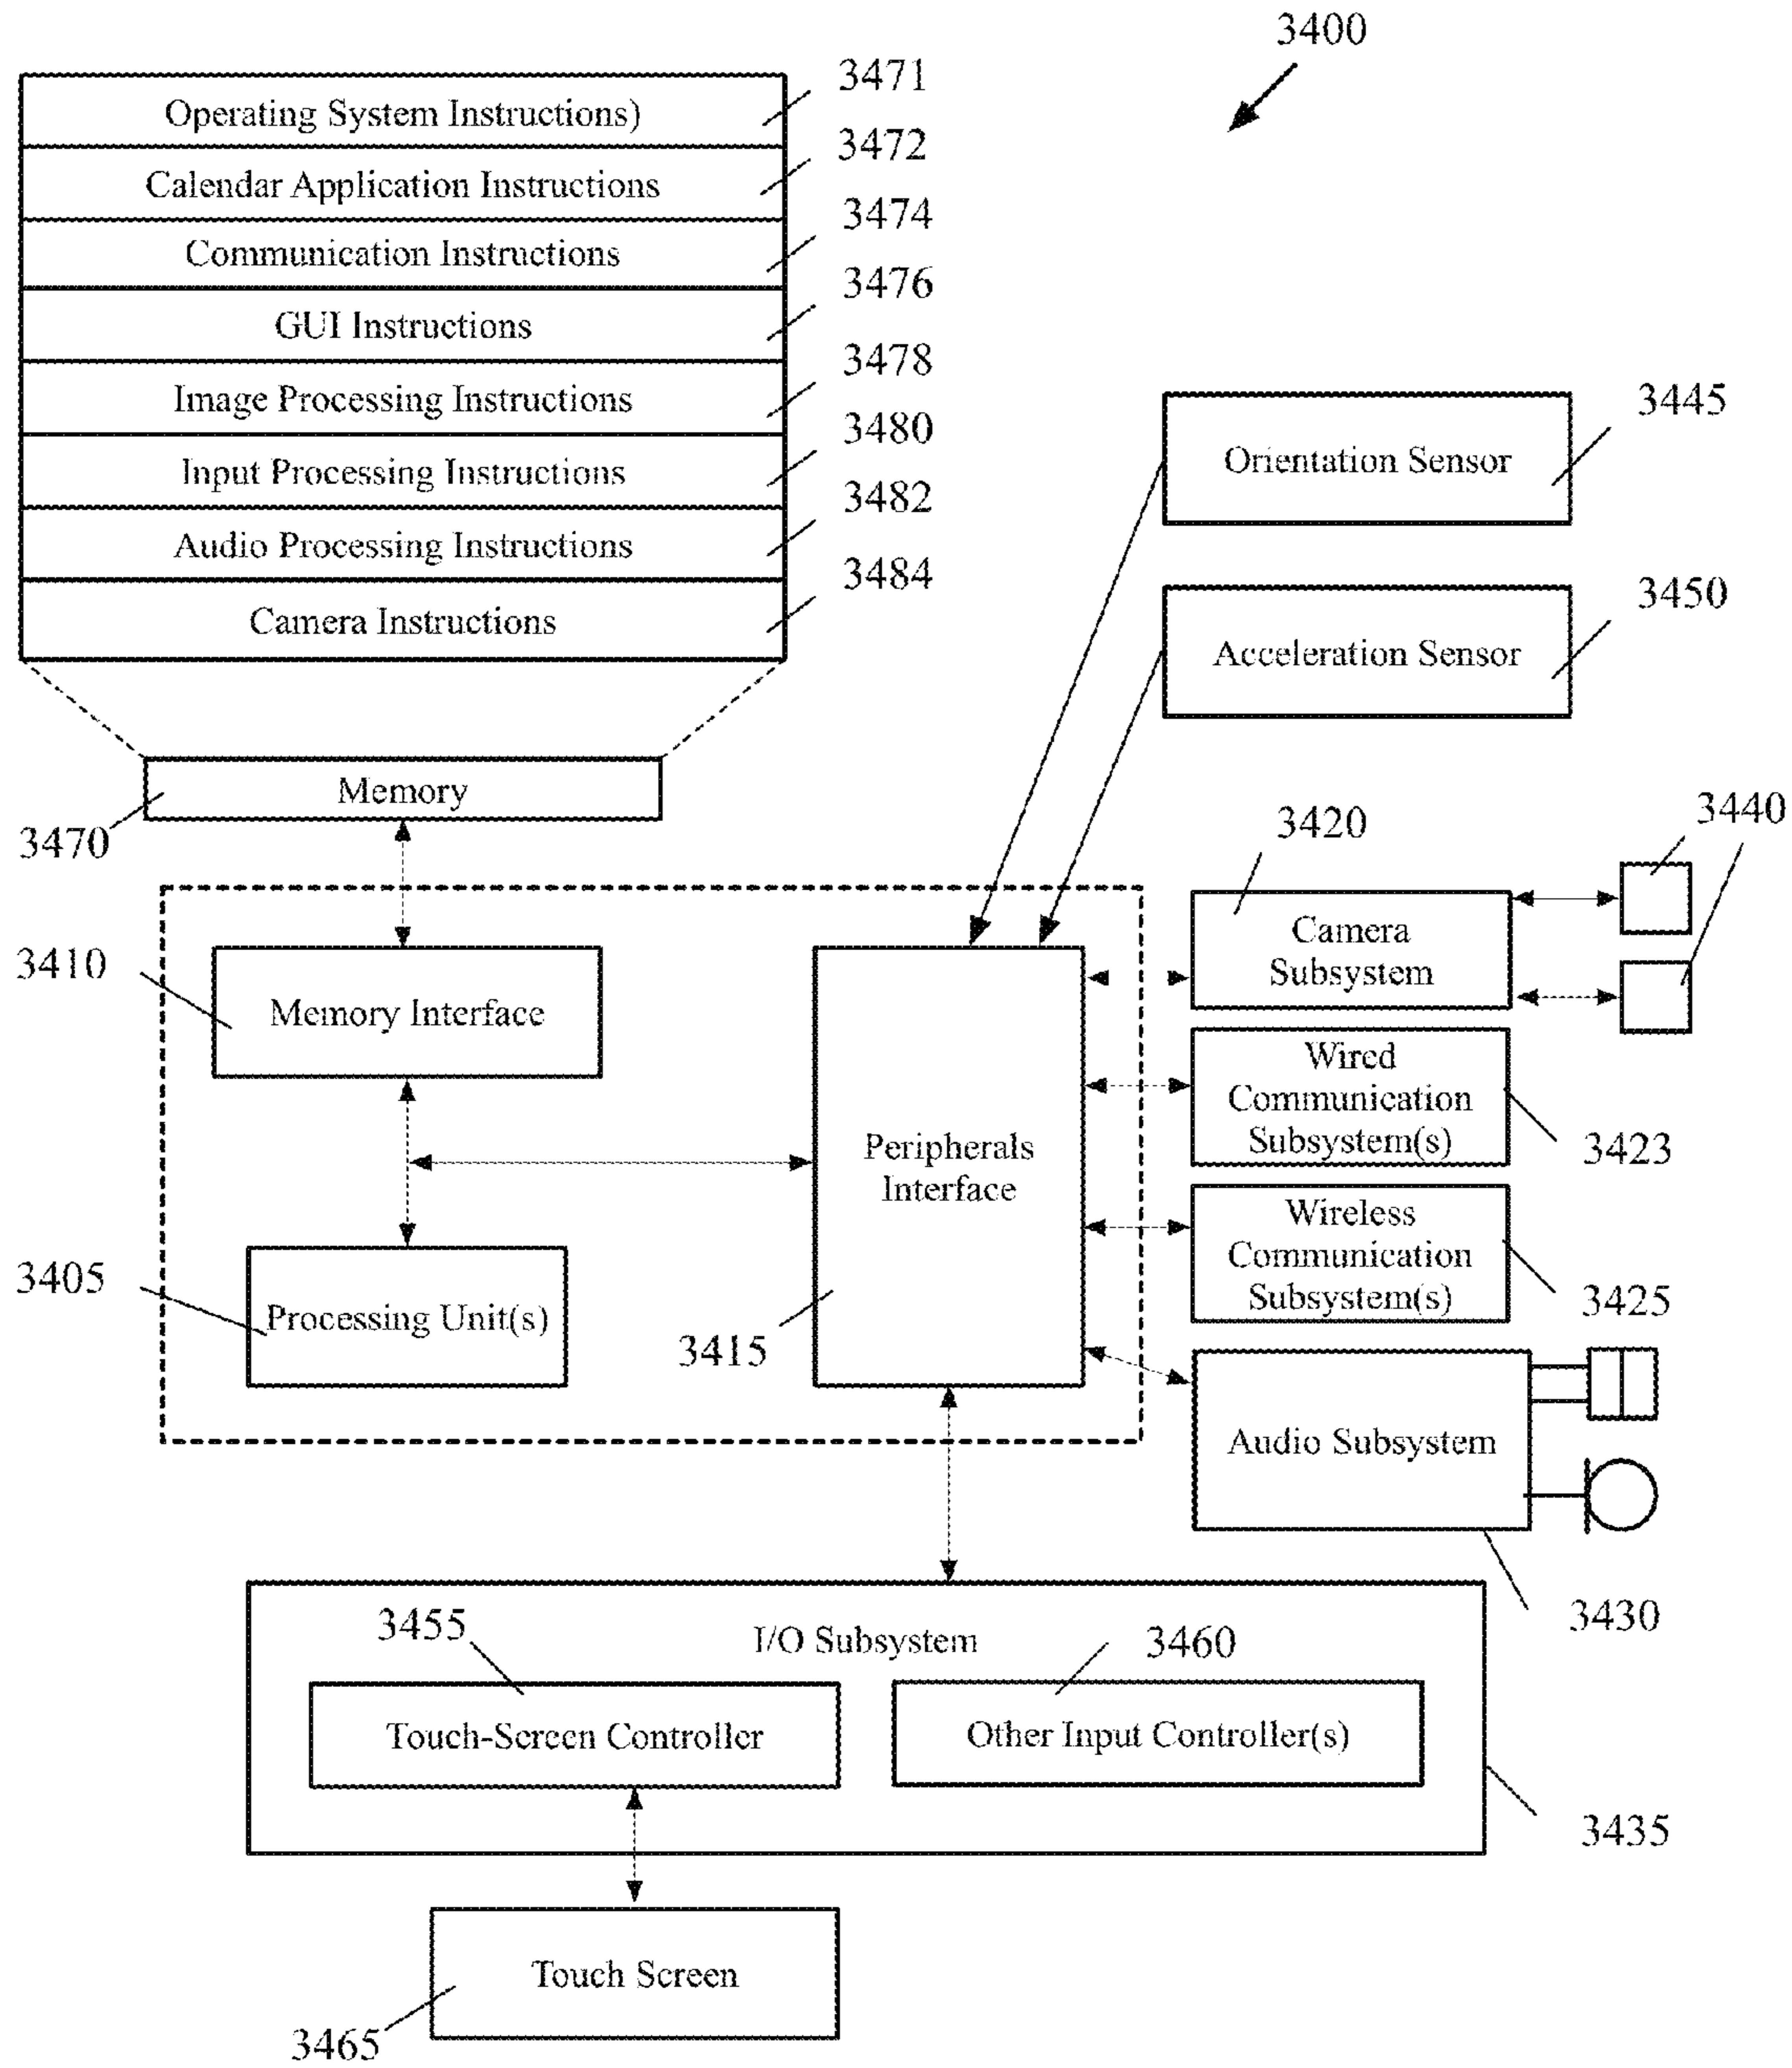 3400
3471
Operating System Instructions)
3472
Calendar Application Instructions
3474
Communication Instructions
3476
GUI Instructions
3478
Image Processing Instructions
3480
Input Processing Instructions
3482
Audio Processing Instructions
3484
Camera Instructions
3445
Orientation Sensor
3450
Acceleration Sensor
Memory
3470
3420
3440
Camera
Subsystem
3410
Memory Interface
Wired
Communication
Subsystem(s)
3423
Peripherals
Interface
Wireless
Communication
Subsystem(s)
3425
3405
Processing Unit(s)
3415
Audio Subsystem
3430
3455
I/O Subsystem
3460
Touch-Screen Controller
Other Input Controller(s)
3435
Touch Screen
3465